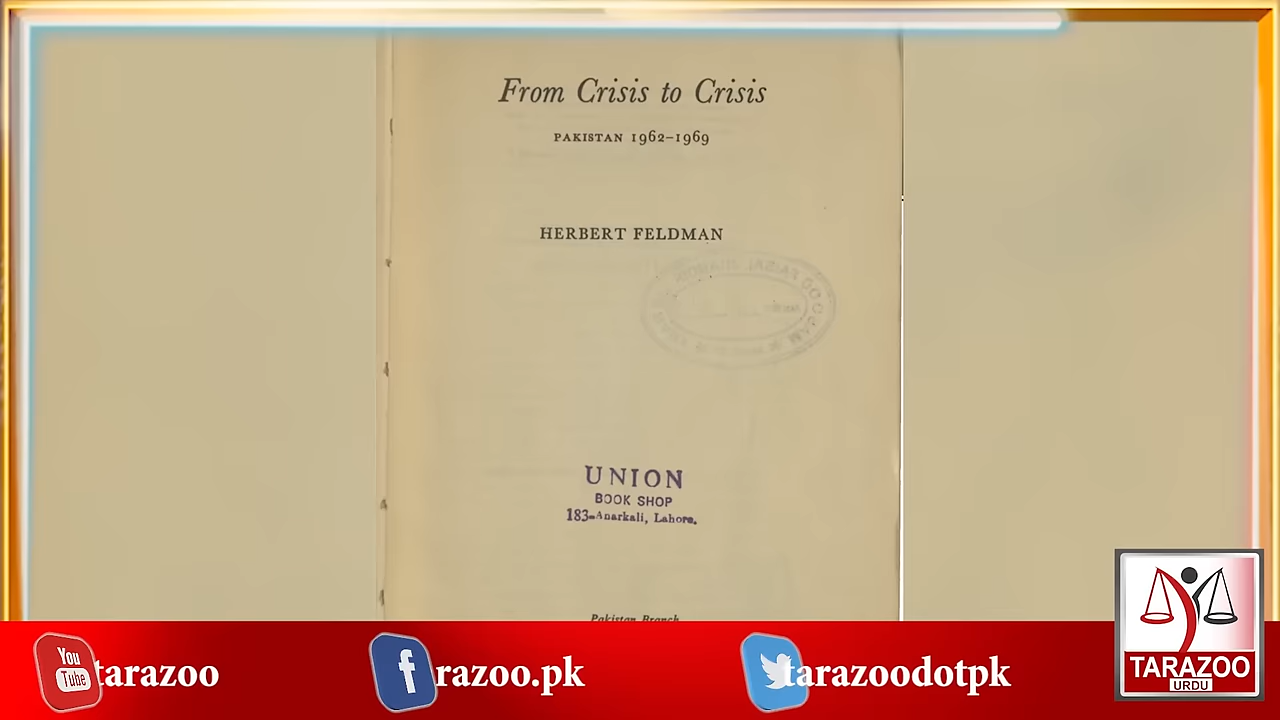 From Crisis to Crisis
PAKISTAN 1962–1969
HERBERT FELDMAN
UNION
BOOK SHOP
183-Anarkali, Lahore.
Pakistan Branch
You
Tube
tarazoo
f
razoo.pk
tarazoodotpk
TARAZOO
URDU